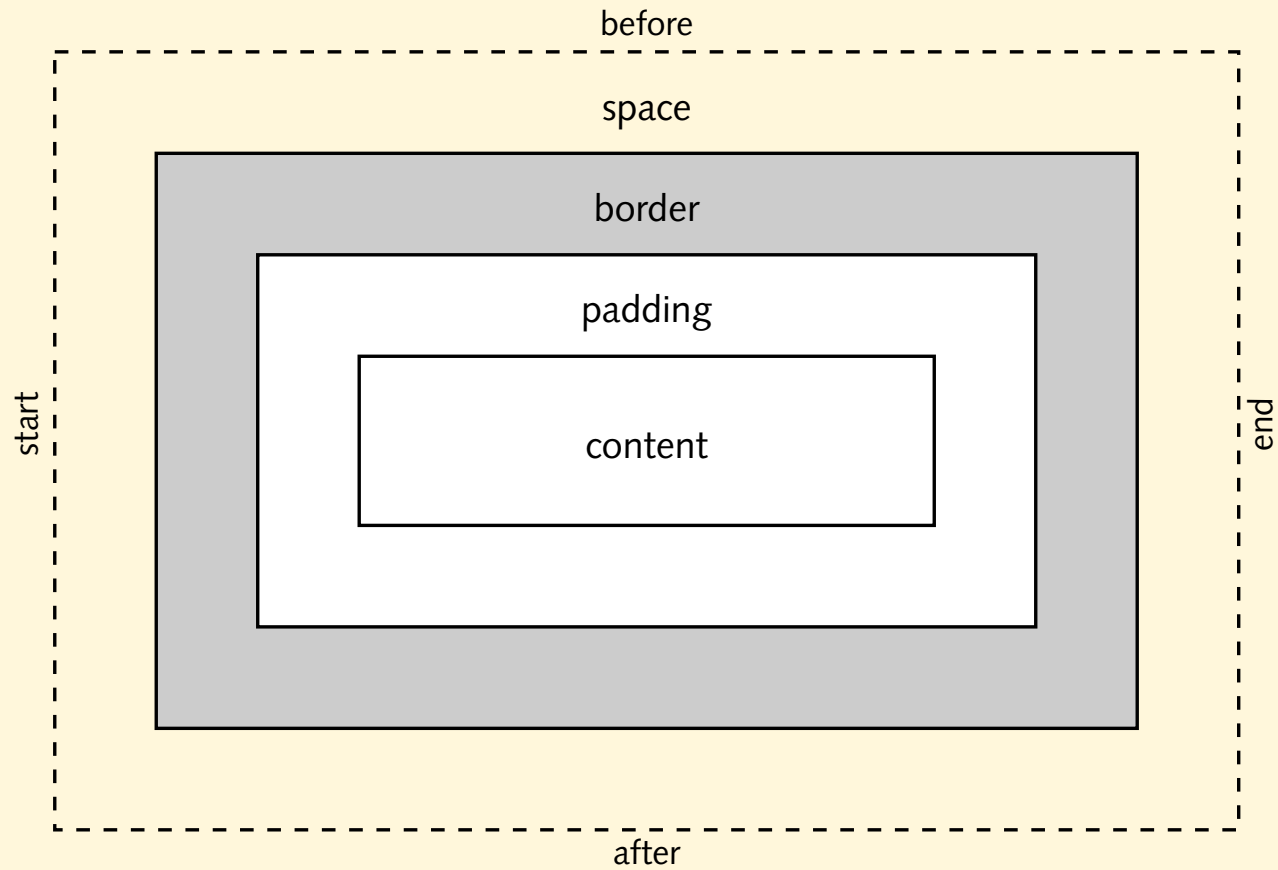 before
space
border
padding
start
content
end
after